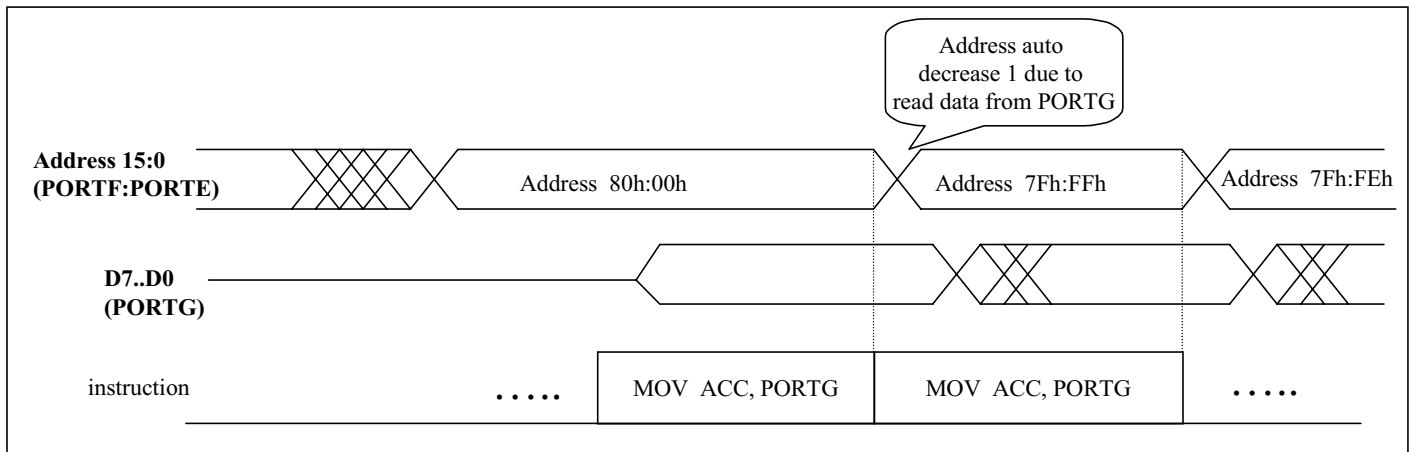 Address auto
decrease 1 due to
read data from PORTG
Address 15:0
(PORTF:PORTE)
Address 80h:00h
Address 7Fh:FFh
Address 7Fh:FEh
D7..D0
(PORTG)
instruction
.....
MOV ACC, PORTG
MOV ACC, PORTG
.....